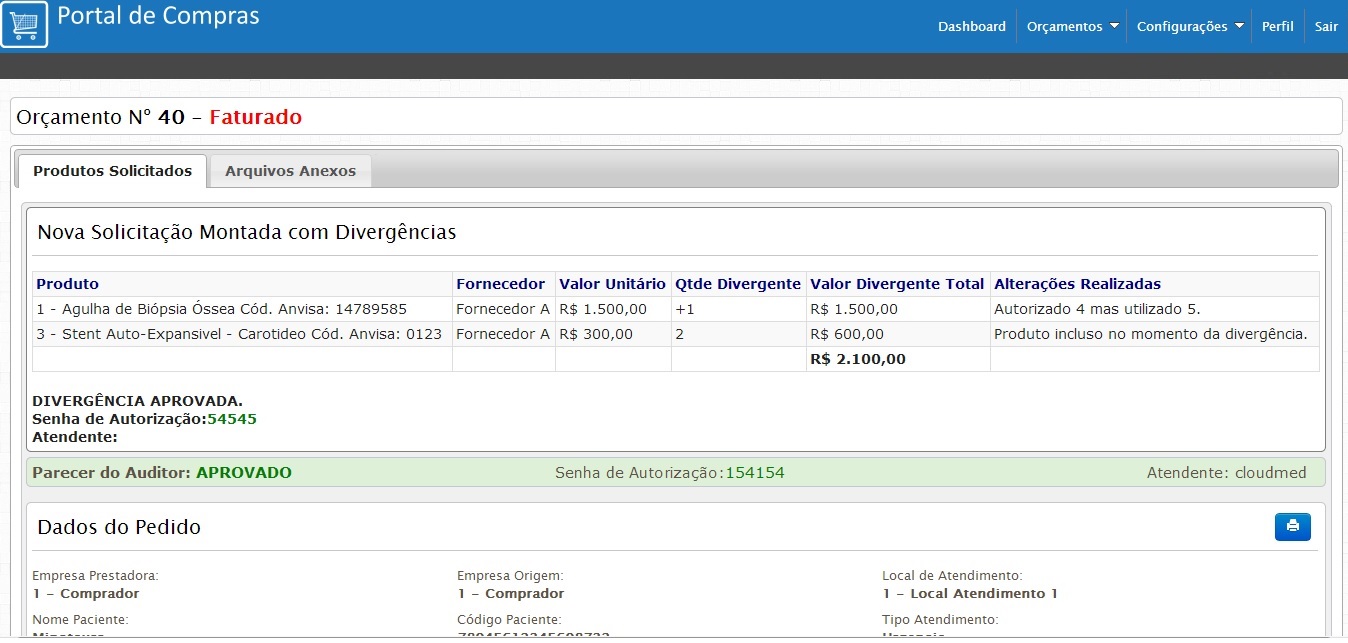 Portal de Compras
Dashboard Orçamentos Configurações Perfil Sair
Orçamento N° 40 - Faturado
Produtos Solicitados Arquivos Anexos
Nova Solicitação Montada com Divergências
Produto Fornecedor Valor Unitário Qtde Divergente Valor Divergente Total Alterações Realizadas
1 - Agulha de Biópsia Óssea Cód. Anvisa: 14789585 Fornecedor A R$ 1.500,00 +1 R$ 1.500,00 Autorizado 4 mas utilizado 5.
3 - Stent Auto-Expansivel - Carotideo Cód. Anvisa: 0123 Fornecedor A R$ 300,00 2 R$ 600,00 Produto incluso no momento da divergência.
R$ 2.100,00
DIVERGÊNCIA APROVADA.
Senha de Autorização:54545
Atendente:
Parecer do Auditor: APROVADO Senha de Autorização:154154 Atendente: cloudmed
Dados do Pedido
Empresa Prestadora: Empresa Origem: Local de Atendimento:
1 - Comprador 1 - Comprador 1 - Local Atendimento 1
Nome Paciente: Código Paciente: Tipo Atendimento: